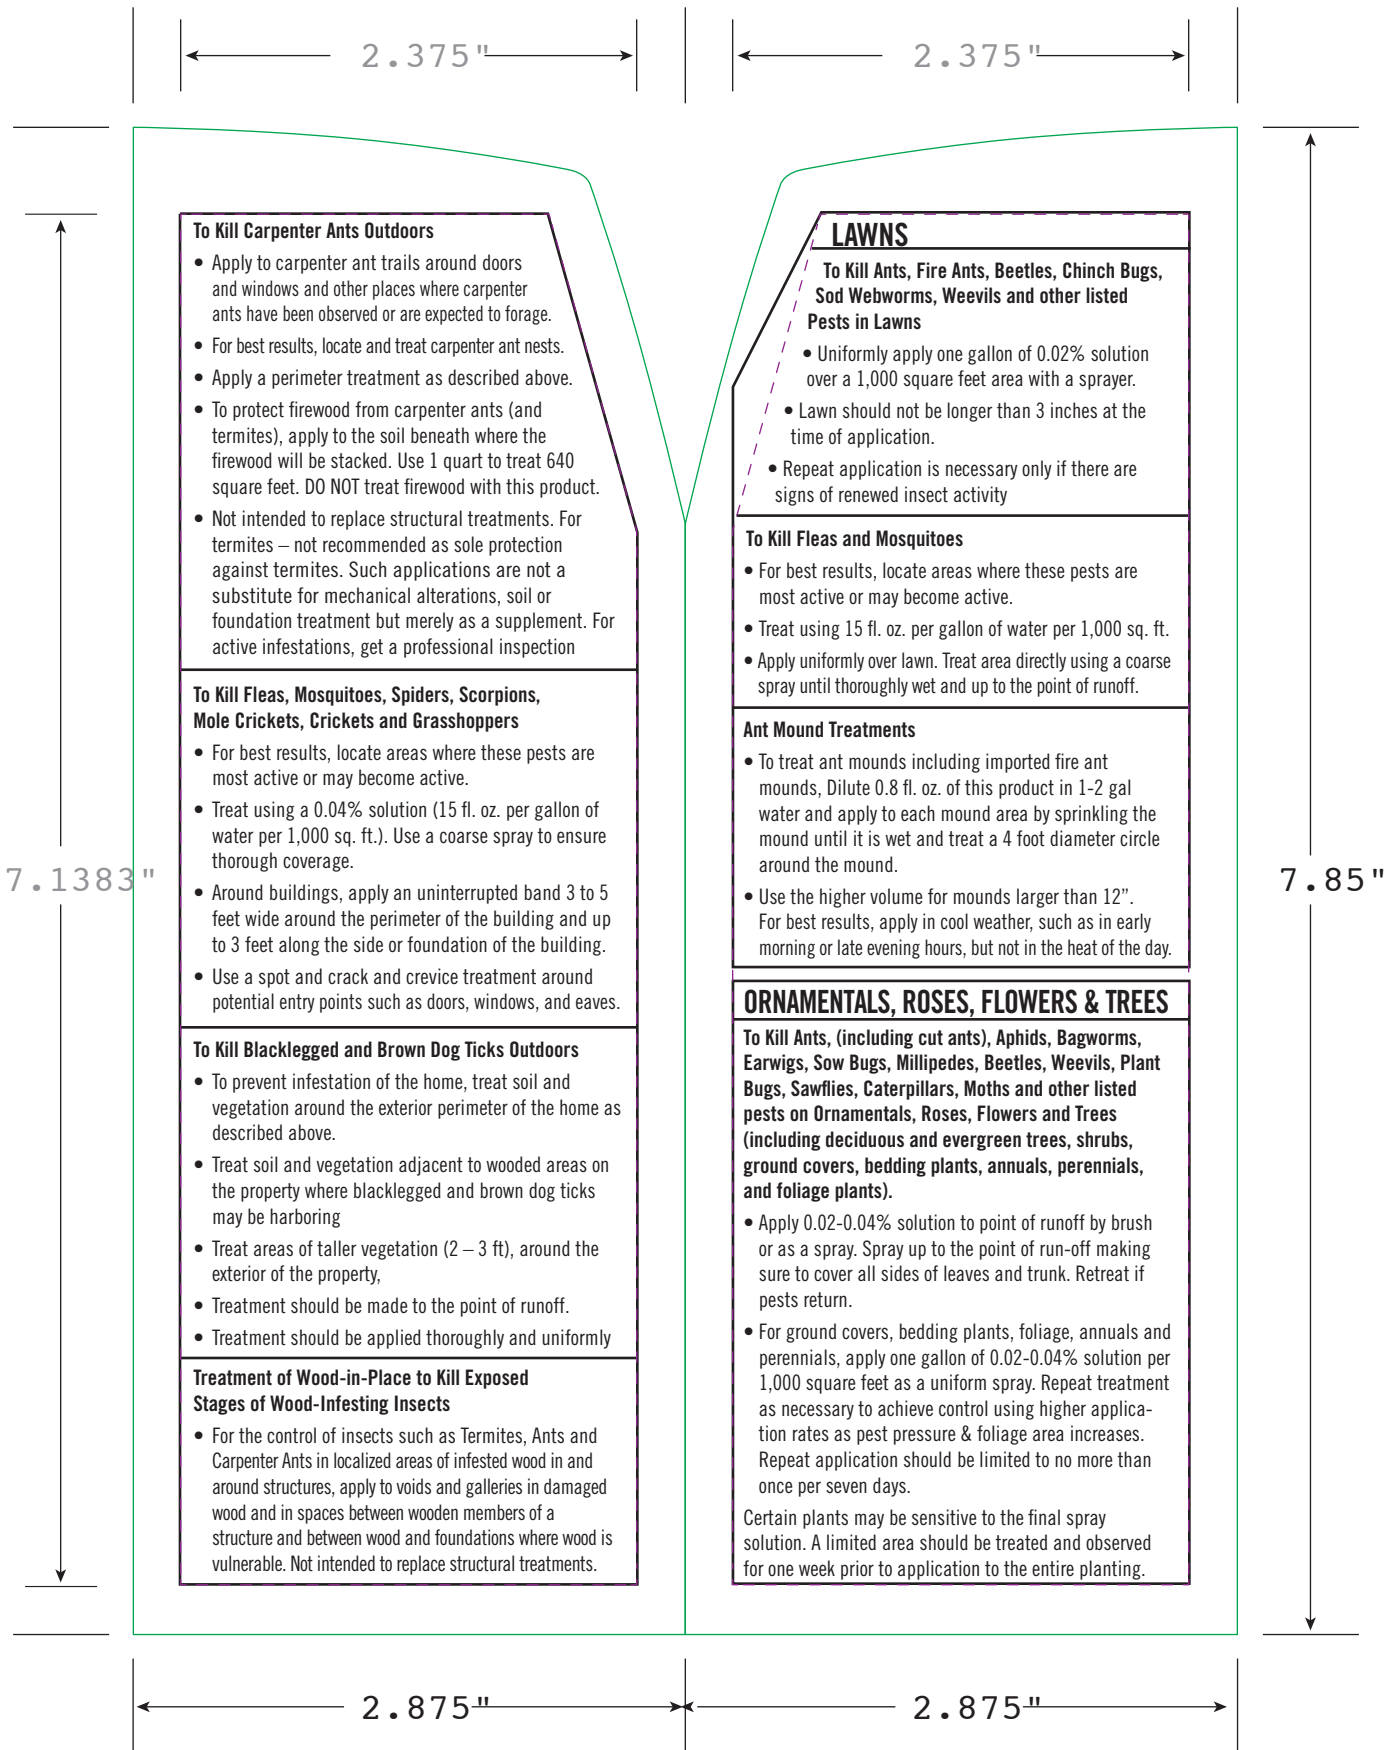 2.375"
2.375"
To Kill Carpenter Ants Outdoors
• Apply to carpenter ant trails around doors
and windows and other places where carpenter
ants have been observed or are expected to forage.
• For best results, locate and treat carpenter ant nests.
• Apply a perimeter treatment as described above.
• To protect firewood from carpenter ants (and
termites), apply to the soil beneath where the
firewood will be stacked. Use 1 quart to treat 640
square feet. DO NOT treat firewood with this product.
• Not intended to replace structural treatments. For
termites – not recommended as sole protection
against termites. Such applications are not a
substitute for mechanical alterations, soil or
foundation treatment but merely as a supplement. For
active infestations, get a professional inspection
To Kill Fleas, Mosquitoes, Spiders, Scorpions,
Mole Crickets, Crickets and Grasshoppers
• For best results, locate areas where these pests are
most active or may become active.
• Treat using a 0.04% solution (15 fl. oz. per gallon of
water per 1,000 sq. ft.). Use a coarse spray to ensure
thorough coverage.
• Around buildings, apply an uninterrupted band 3 to 5
feet wide around the perimeter of the building and up
to 3 feet along the side or foundation of the building.
• Use a spot and crack and crevice treatment around
potential entry points such as doors, windows, and eaves.
To Kill Blacklegged and Brown Dog Ticks Outdoors
• To prevent infestation of the home, treat soil and
vegetation around the exterior perimeter of the home as
described above.
• Treat soil and vegetation adjacent to wooded areas on
the property where blacklegged and brown dog ticks
may be harboring
• Treat areas of taller vegetation (2 – 3 ft), around the
exterior of the property,
• Treatment should be made to the point of runoff.
• Treatment should be applied thoroughly and uniformly
Treatment of Wood-in-Place to Kill Exposed
Stages of Wood-Infesting Insects
• For the control of insects such as Termites, Ants and
Carpenter Ants in localized areas of infested wood in and
around structures, apply to voids and galleries in damaged
wood and in spaces between wooden members of a
structure and between wood and foundations where wood is
vulnerable. Not intended to replace structural treatments.
LAWNS
To Kill Ants, Fire Ants, Beetles, Chinch Bugs,
Sod Webworms, Weevils and other listed
Pests in Lawns
• Uniformly apply one gallon of 0.02% solution
over a 1,000 square feet area with a sprayer.
• Lawn should not be longer than 3 inches at the
time of application.
• Repeat application is necessary only if there are
signs of renewed insect activity
To Kill Fleas and Mosquitoes
• For best results, locate areas where these pests are
most active or may become active.
• Treat using 15 fl. oz. per gallon of water per 1,000 sq. ft.
• Apply uniformly over lawn. Treat area directly using a coarse
spray until thoroughly wet and up to the point of runoff.
Ant Mound Treatments
• To treat ant mounds including imported fire ant
mounds, Dilute 0.8 fl. oz. of this product in 1-2 gal
water and apply to each mound area by sprinkling the
mound until it is wet and treat a 4 foot diameter circle
around the mound.
• Use the higher volume for mounds larger than 12”.
For best results, apply in cool weather, such as in early
morning or late evening hours, but not in the heat of the day.
ORNAMENTALS, ROSES, FLOWERS & TREES
To Kill Ants, (including cut ants), Aphids, Bagworms,
Earwigs, Sow Bugs, Millipedes, Beetles, Weevils, Plant
Bugs, Sawflies, Caterpillars, Moths and other listed
pests on Ornamentals, Roses, Flowers and Trees
(including deciduous and evergreen trees, shrubs,
ground covers, bedding plants, annuals, perennials,
and foliage plants).
• Apply 0.02-0.04% solution to point of runoff by brush
or as a spray. Spray up to the point of run-off making
sure to cover all sides of leaves and trunk. Retreat if
pests return.
• For ground covers, bedding plants, foliage, annuals and
perennials, apply one gallon of 0.02-0.04% solution per
1,000 square feet as a uniform spray. Repeat treatment
as necessary to achieve control using higher applica-
tion rates as pest pressure & foliage area increases.
Repeat application should be limited to no more than
once per seven days.
Certain plants may be sensitive to the final spray
solution. A limited area should be treated and observed
for one week prior to application to the entire planting.
7.1383"
7.85"
2.875"
2.875"